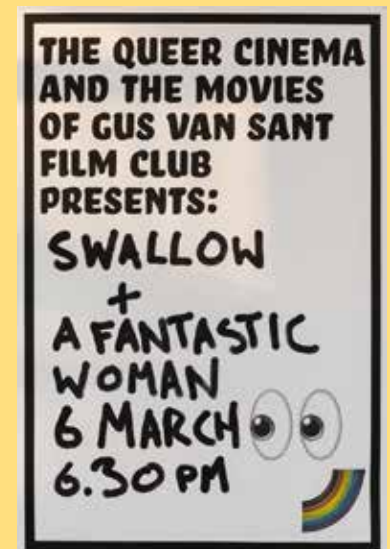 THE QUEER CINEMA
AND THE MOVIES
OF GUS VAN SANT
FILM CLUB
PRESENTS:
SWALLOW
+
A FANTASTIC
WOMAN
6 MARCH
6.30 PM